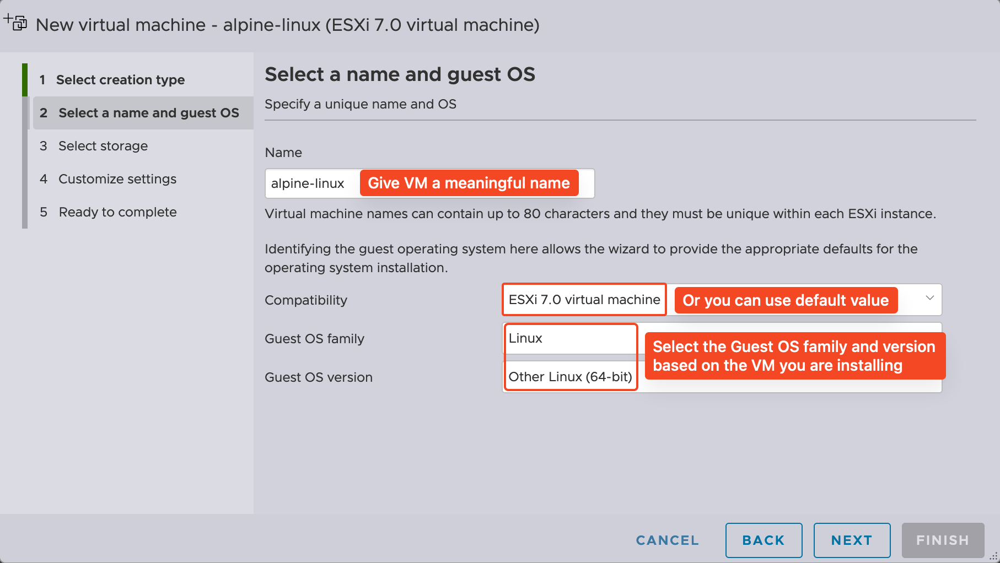 New virtual machine - alpine-linux (ESXi 7.0 virtual machine)
1 Select creation type
2 Select a name and guest OS
3 Select storage
4 Customize settings
5 Ready to complete
Select a name and guest OS
Specify a unique name and OS
Name
alpine-linux Give VM a meaningful name
Virtual machine names can contain up to 80 characters and they must be unique within each ESXi instance.
Identifying the guest operating system here allows the wizard to provide the appropriate defaults for the
operating system installation.
Compatibility ESXi 7.0 virtual machine Or you can use default value
Guest OS family Linux
Guest OS version Other Linux (64-bit)
Select the Guest OS family and version
based on the VM you are installing
CANCEL BACK NEXT FINISH